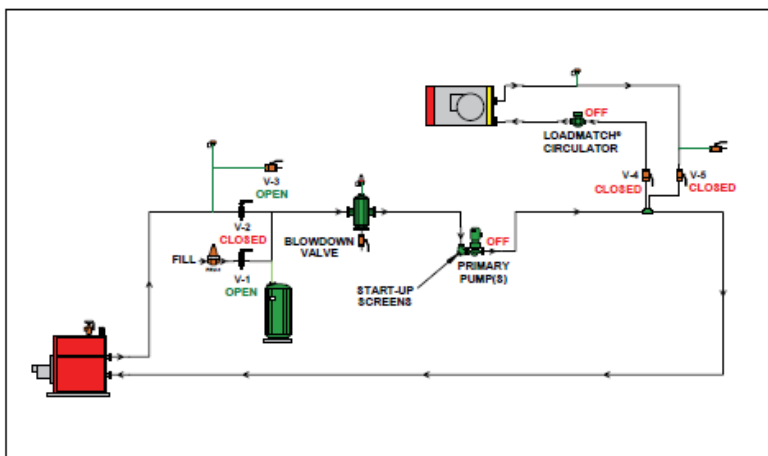 OFF
LOADMATCH®
CIRCULATOR
V-3
OPEN
V-4
CLOSED
V-5
CLOSED
V-2
CLOSED
FILL
V-1
OPEN
BLOWDOWN
VALVE
OFF
PRIMARY
PUMP(S)
START-UP
SCREENS